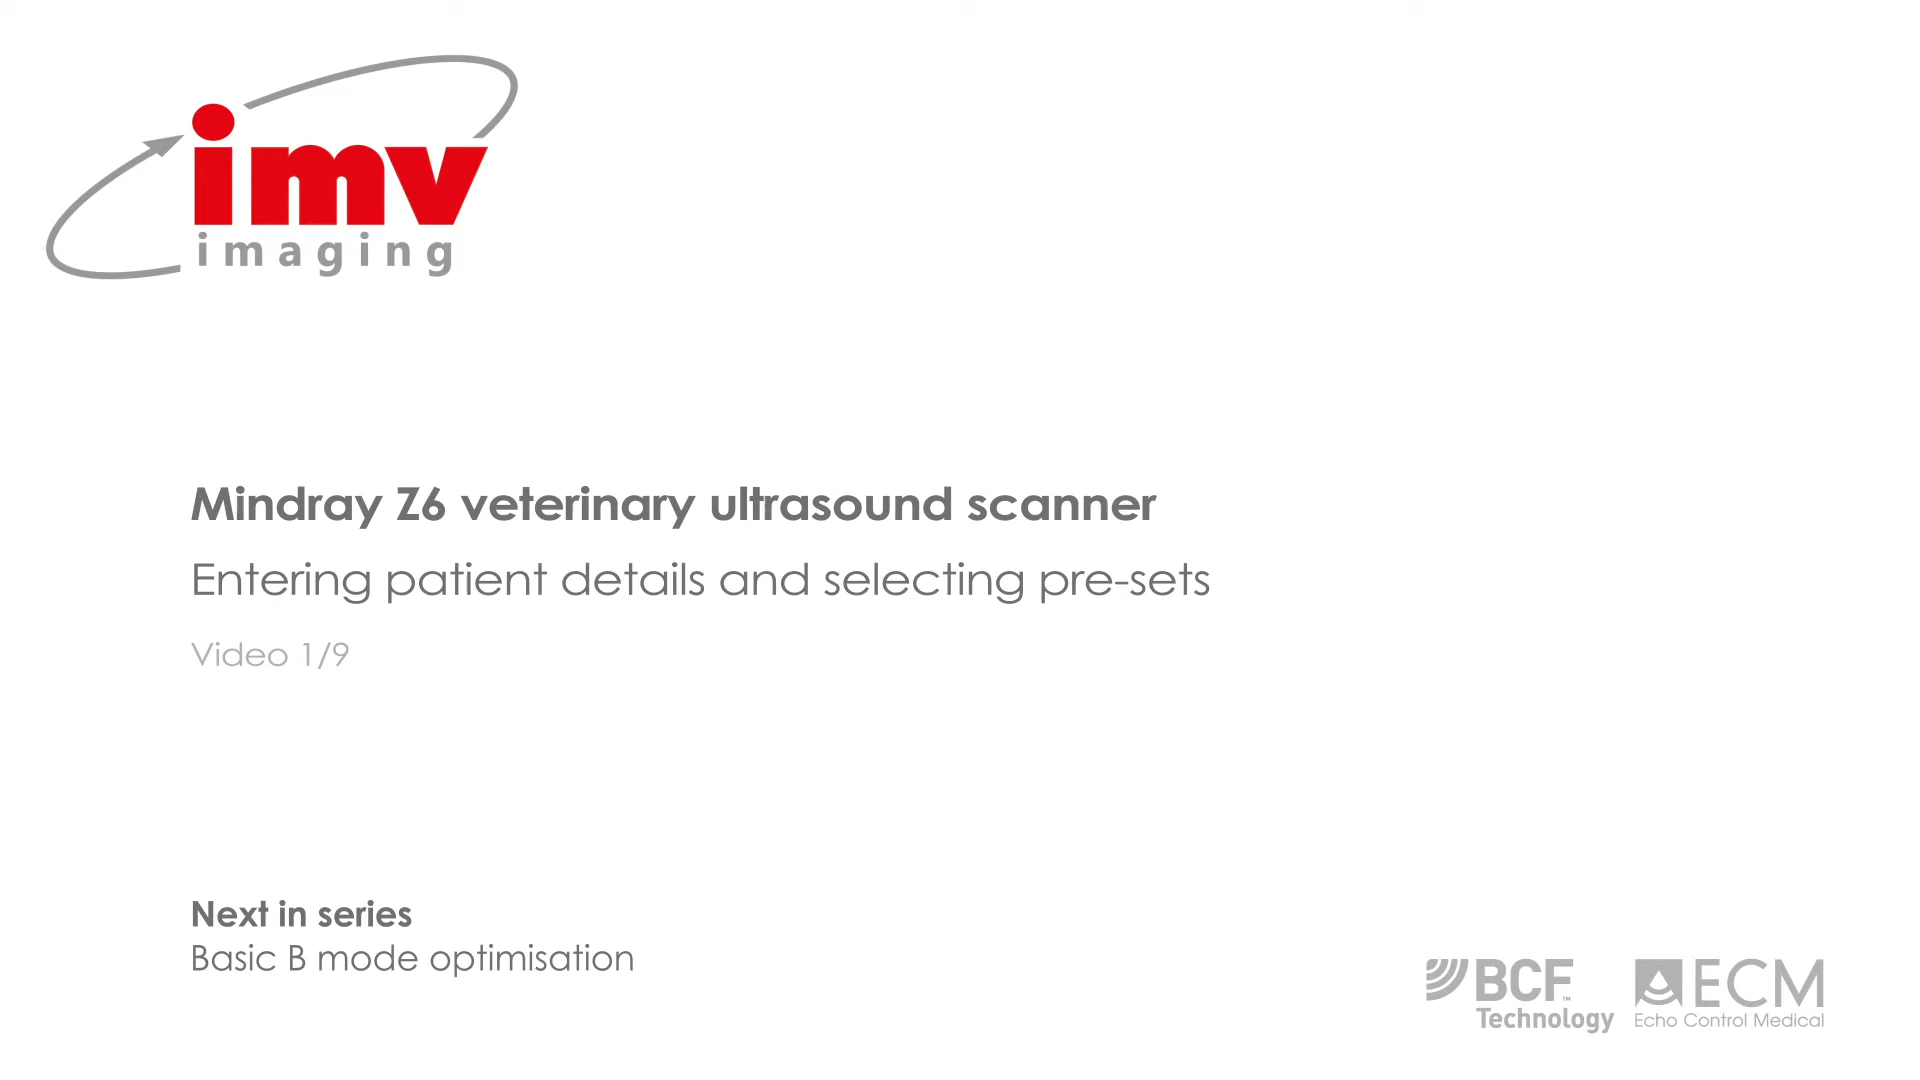 imv
imaging
Mindray Z6 veterinary ultrasound scanner
Entering patient details and selecting pre-sets
Video 1/9
Next in series
Basic B mode optimisation
BCF™
Technology
ECM
Echo Control Medical